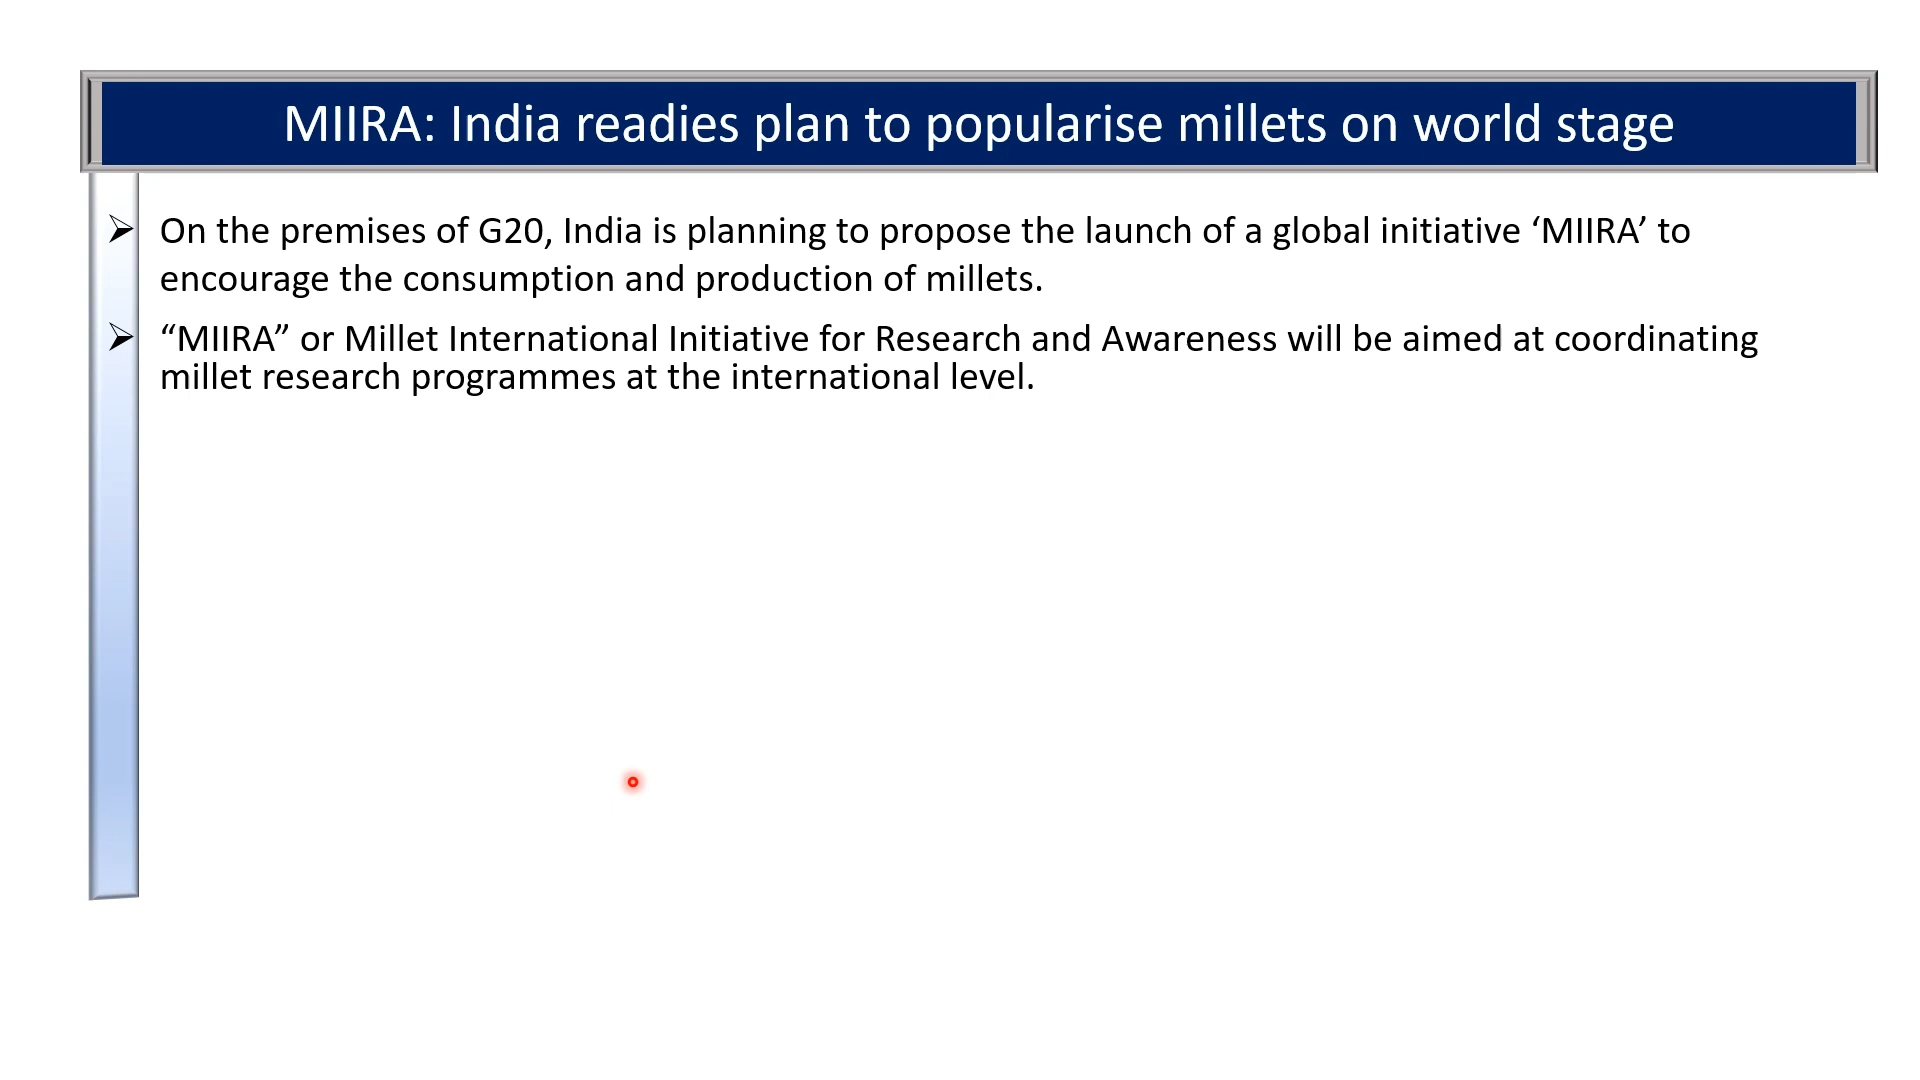 MIIRA: India readies plan to popularise millets on world stage
On the premises of G20, India is planning to propose the launch of a global initiative ‘MIIRA’ to
encourage the consumption and production of millets.
“MIIRA” or Millet International Initiative for Research and Awareness will be aimed at coordinating
millet research programmes at the international level.